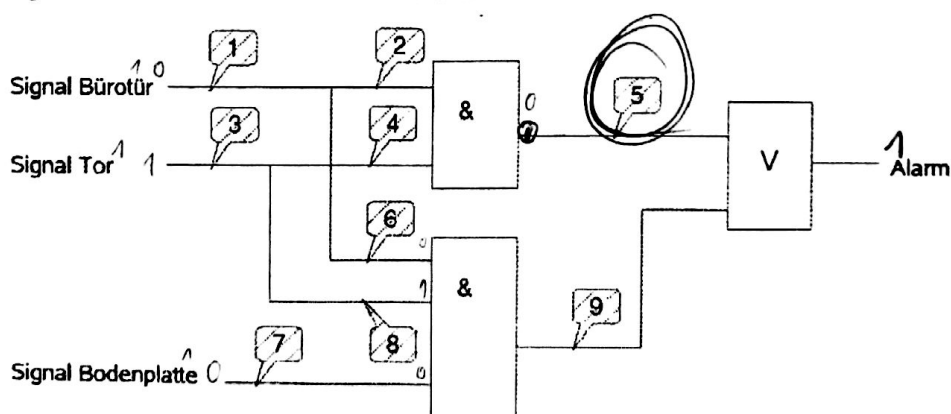 1 2
Signal Bürotür 1 0
& 0 5
3 4
Signal Tor 1 1
V 1 Alarm
6 0
&
1
9
7 8
Signal Bodenplatte 1 0 0